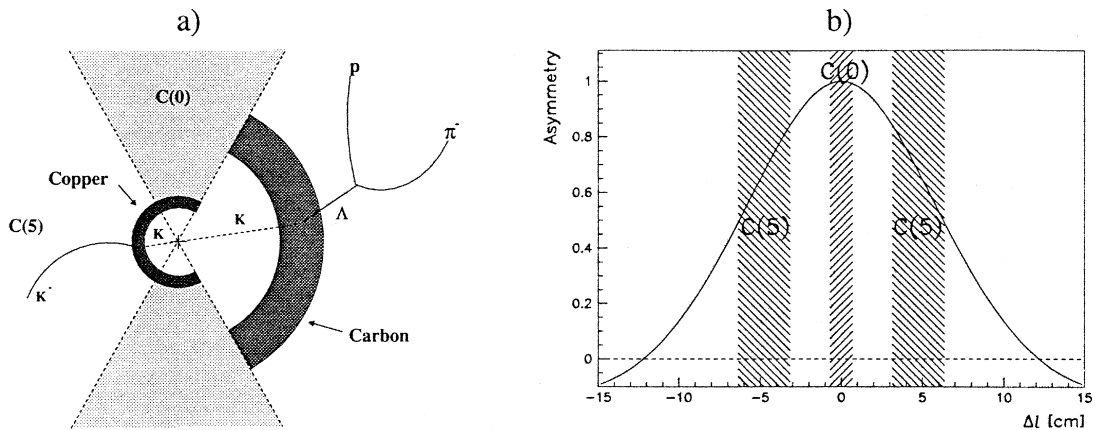 a)
C(0)
p
π⁻
Copper
C(5)
K
K
Λ
K⁻
Carbon
b)
Asymmetry
1
0.8
0.6
0.4
0.2
0
C(0)
C(5)
C(5)
-15
-10
-5
0
5
10
15
Δl [cm]